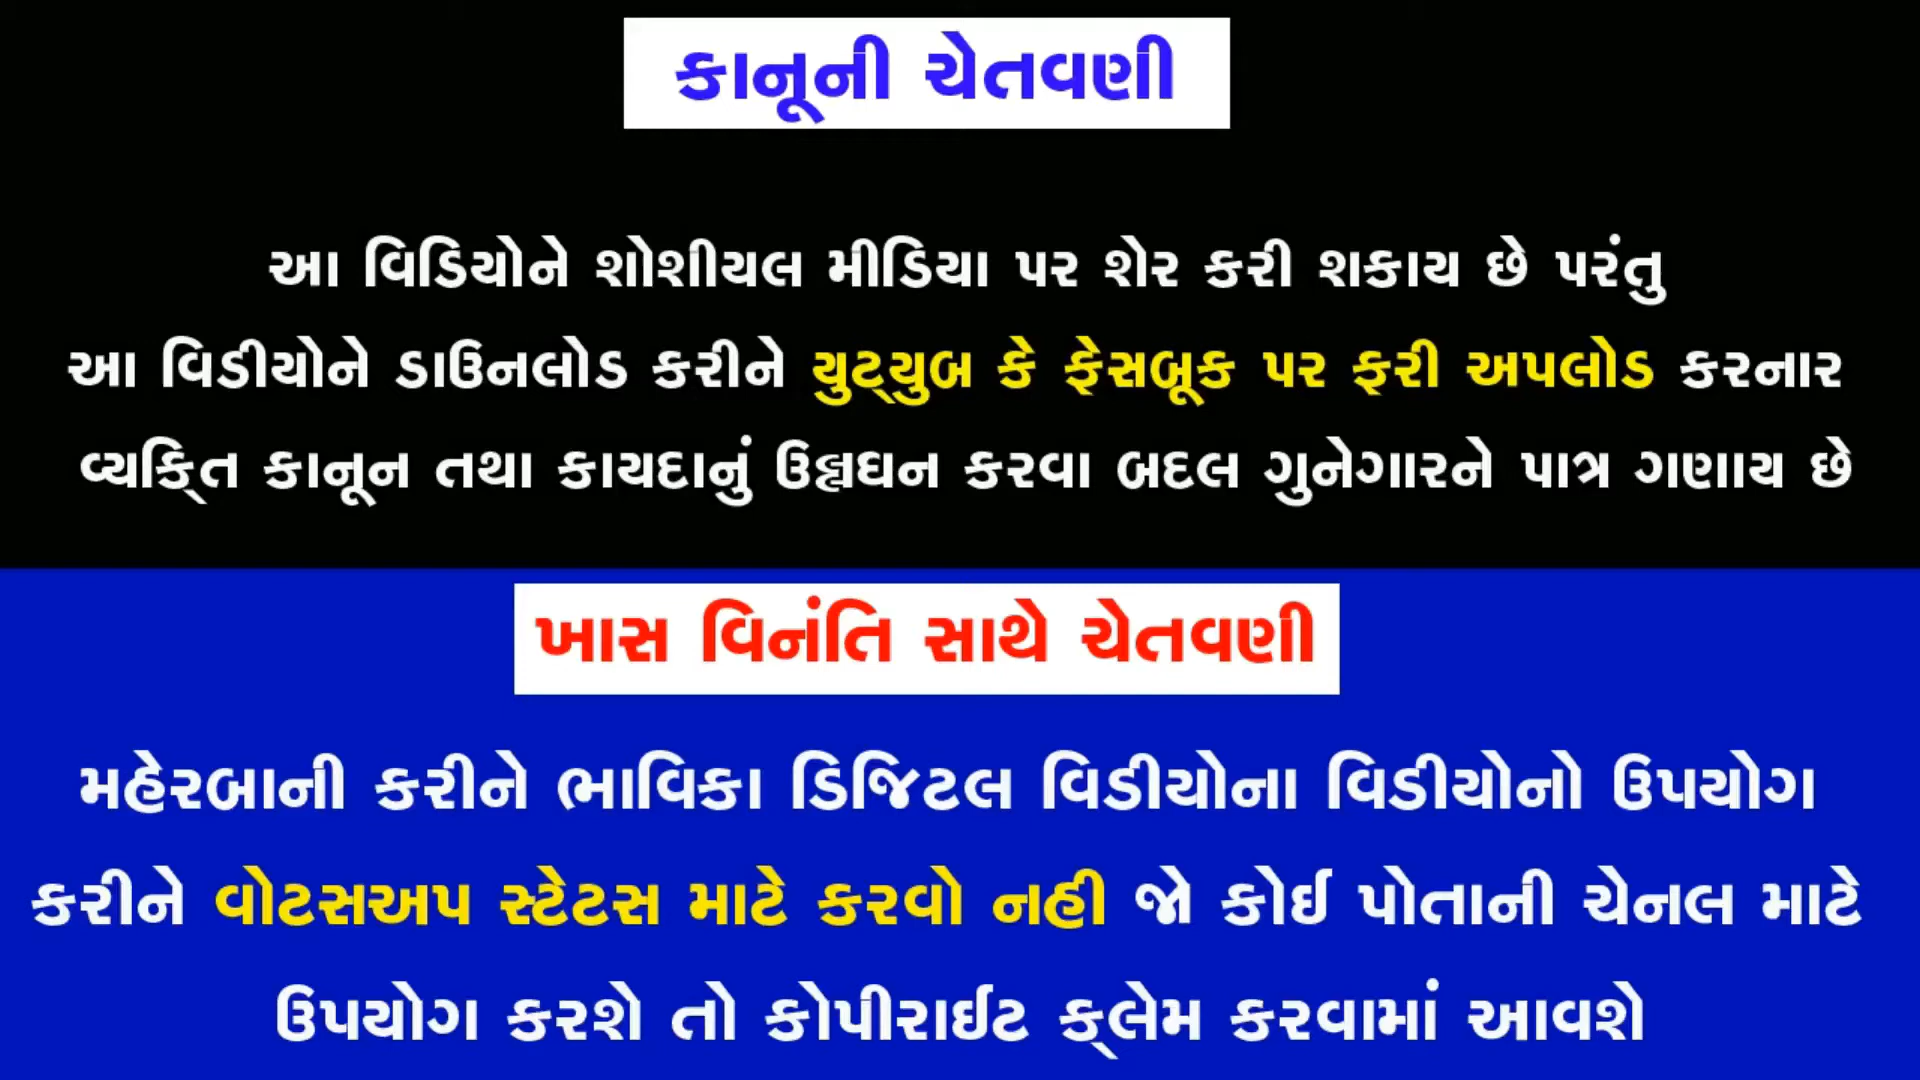 કાનૂની ચેતવણી
આ વિડિયોને શોશીયલ મીડિયા પર શેર કરી શકાય છે પરંતુ
આ વિડીયોને ડાઉનલોડ કરીને યુટ્યુબ કે ફેસબૂક પર ફરી અપલોડ કરનાર
વ્યક્તિ કાનૂન તથા કાયદાનું ઉલ્લઘન કરવા બદલ ગુનેગારને પાત્ર ગણાય છે
ખાસ વિનંતિ સાથે ચેતવણી
મહેરબાની કરીને ભાવિકા ડિજિટલ વિડીયોના વિડીયોનો ઉપયોગ
કરીને વોટસઅપ સ્ટેટસ માટે કરવો નહી જો કોઈ પોતાની ચેનલ માટે
ઉપયોગ કરશે તો કોપીરાઈટ ક્લેમ કરવામાં આવશે